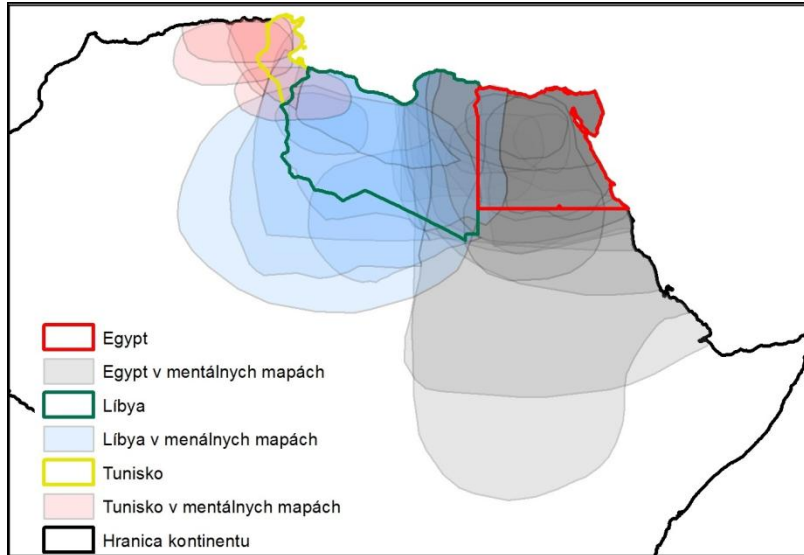 Egypt
Egypt v mentálnych mapách
Líbya
Líbya v menálnych mapách
Tunisko
Tunisko v mentálnych mapách
Hranica kontinentu